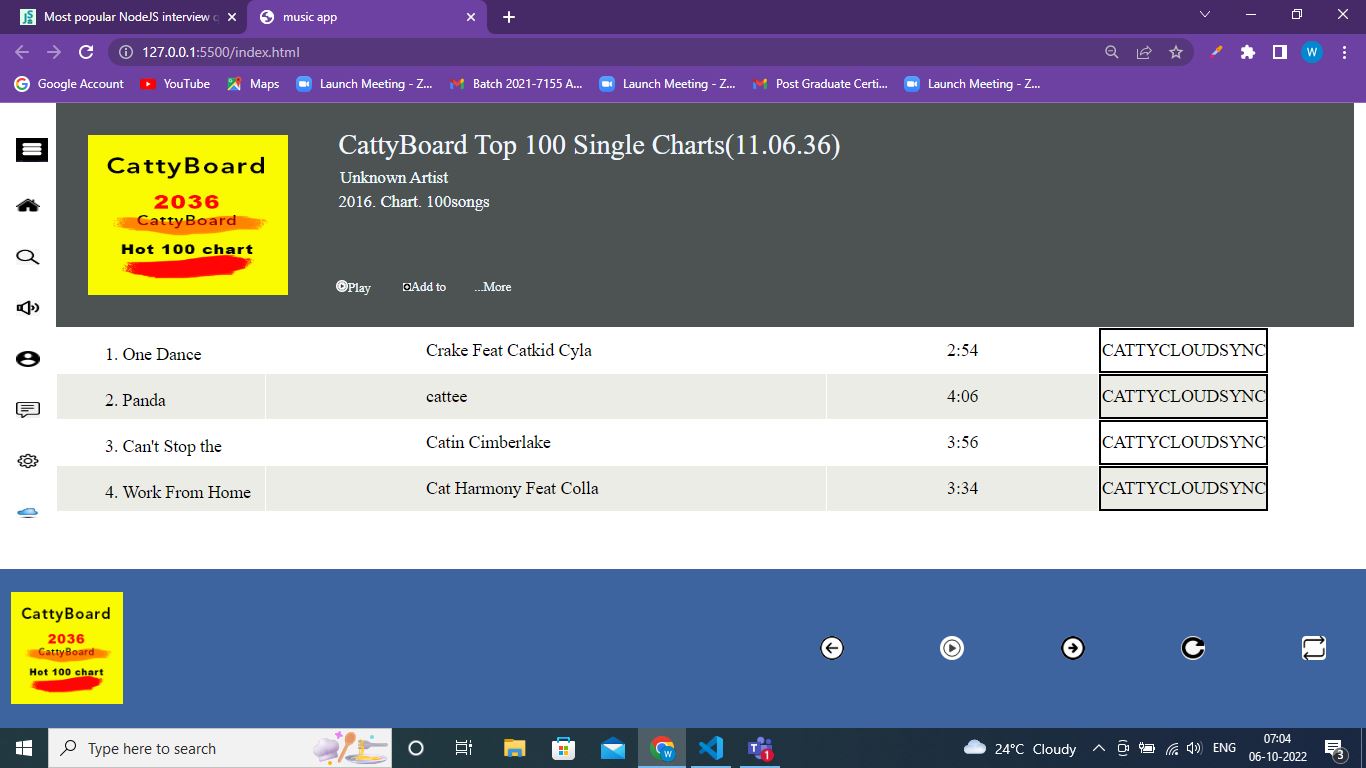 Most popular NodeJS interview q
music app
127.0.0.1:5500/index.html
W
Google Account
YouTube
Maps
Launch Meeting - Z...
Batch 2021-7155 A...
Launch Meeting - Z...
Post Graduate Certi...
Launch Meeting - Z...
CattyBoard
2036
CattyBoard
Hot 100 chart
CattyBoard Top 100 Single Charts(11.06.36)
Unknown Artist
2016. Chart. 100songs
Play
Add to
...More
1. One Dance
Crake Feat Catkid Cyla
2:54
CATTYCLOUDSYNC
2. Panda
cattee
4:06
CATTYCLOUDSYNC
3. Can't Stop the
Catin Cimberlake
3:56
CATTYCLOUDSYNC
4. Work From Home
Cat Harmony Feat Colla
3:34
CATTYCLOUDSYNC
CattyBoard
2036
CattyBoard
Hot 100 chart
Type here to search
W
T
1
24°C Cloudy
ENG
07:04
06-10-2022
3